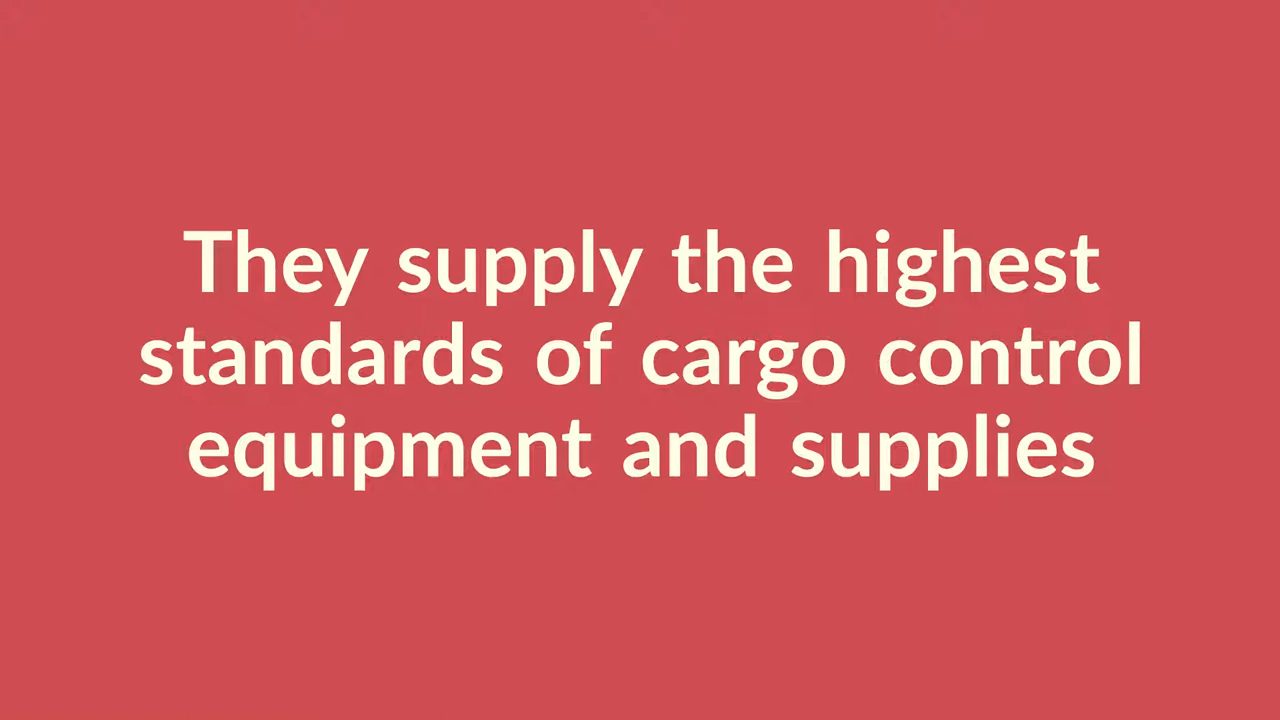 They supply the highest
standards of cargo control
equipment and supplies